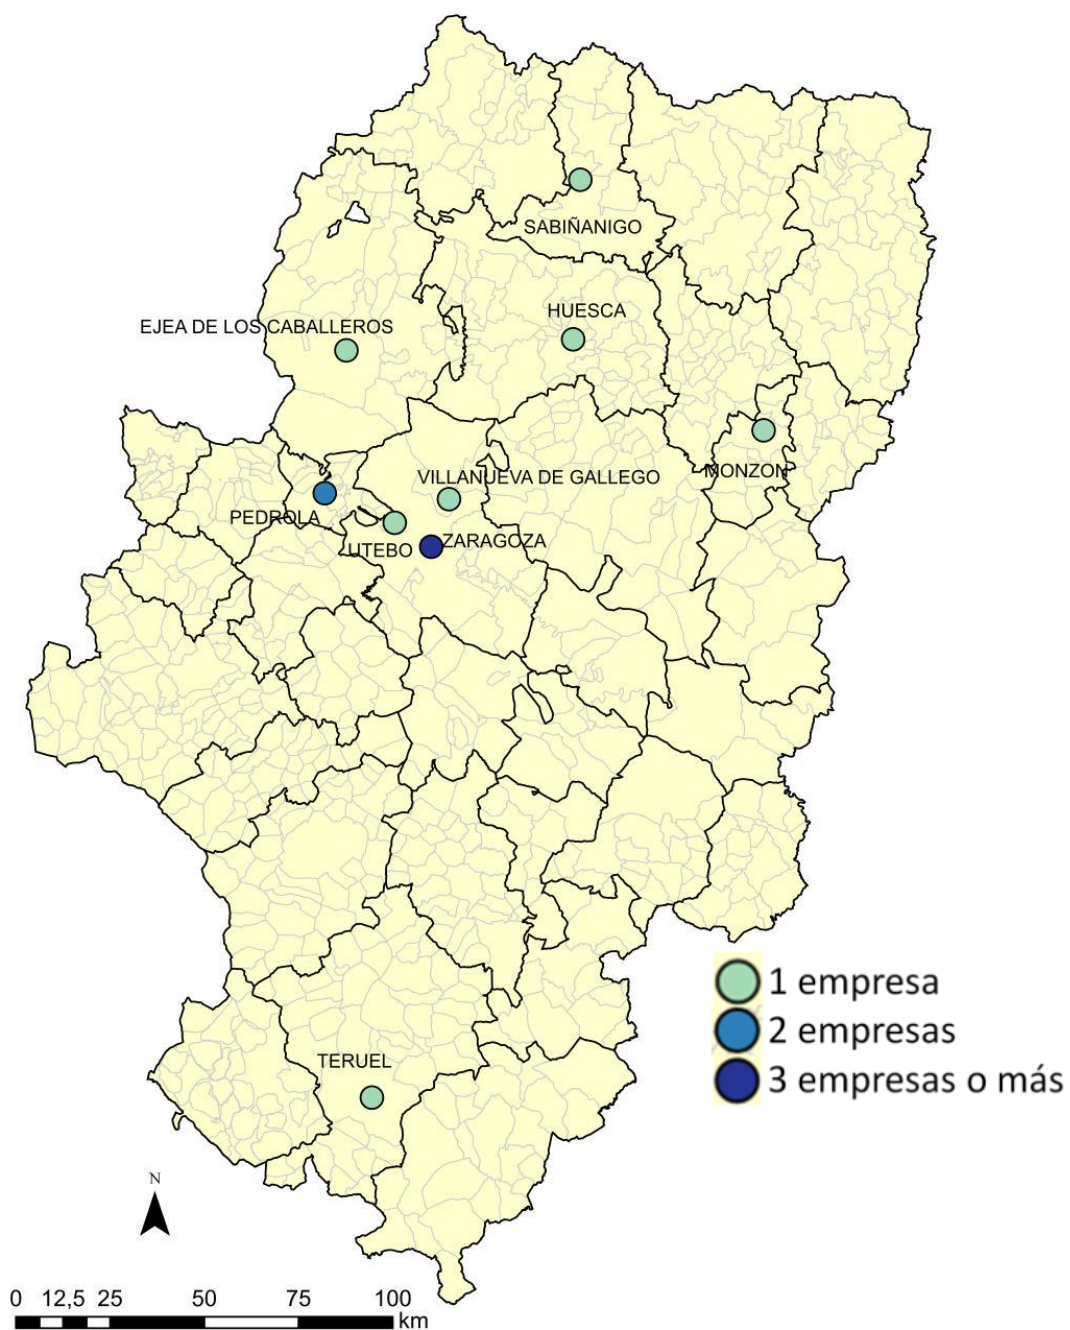 SABIÑANIGO
HUESCA
EJEA DE LOS CABALLEROS
MONZON
VILLANUEVA DE GALLEGO
PEDROLA
UTEBO
ZARAGOZA
1 empresa
2 empresas
3 empresas o más
TERUEL
N
0 12,5 25 50 75 100
km